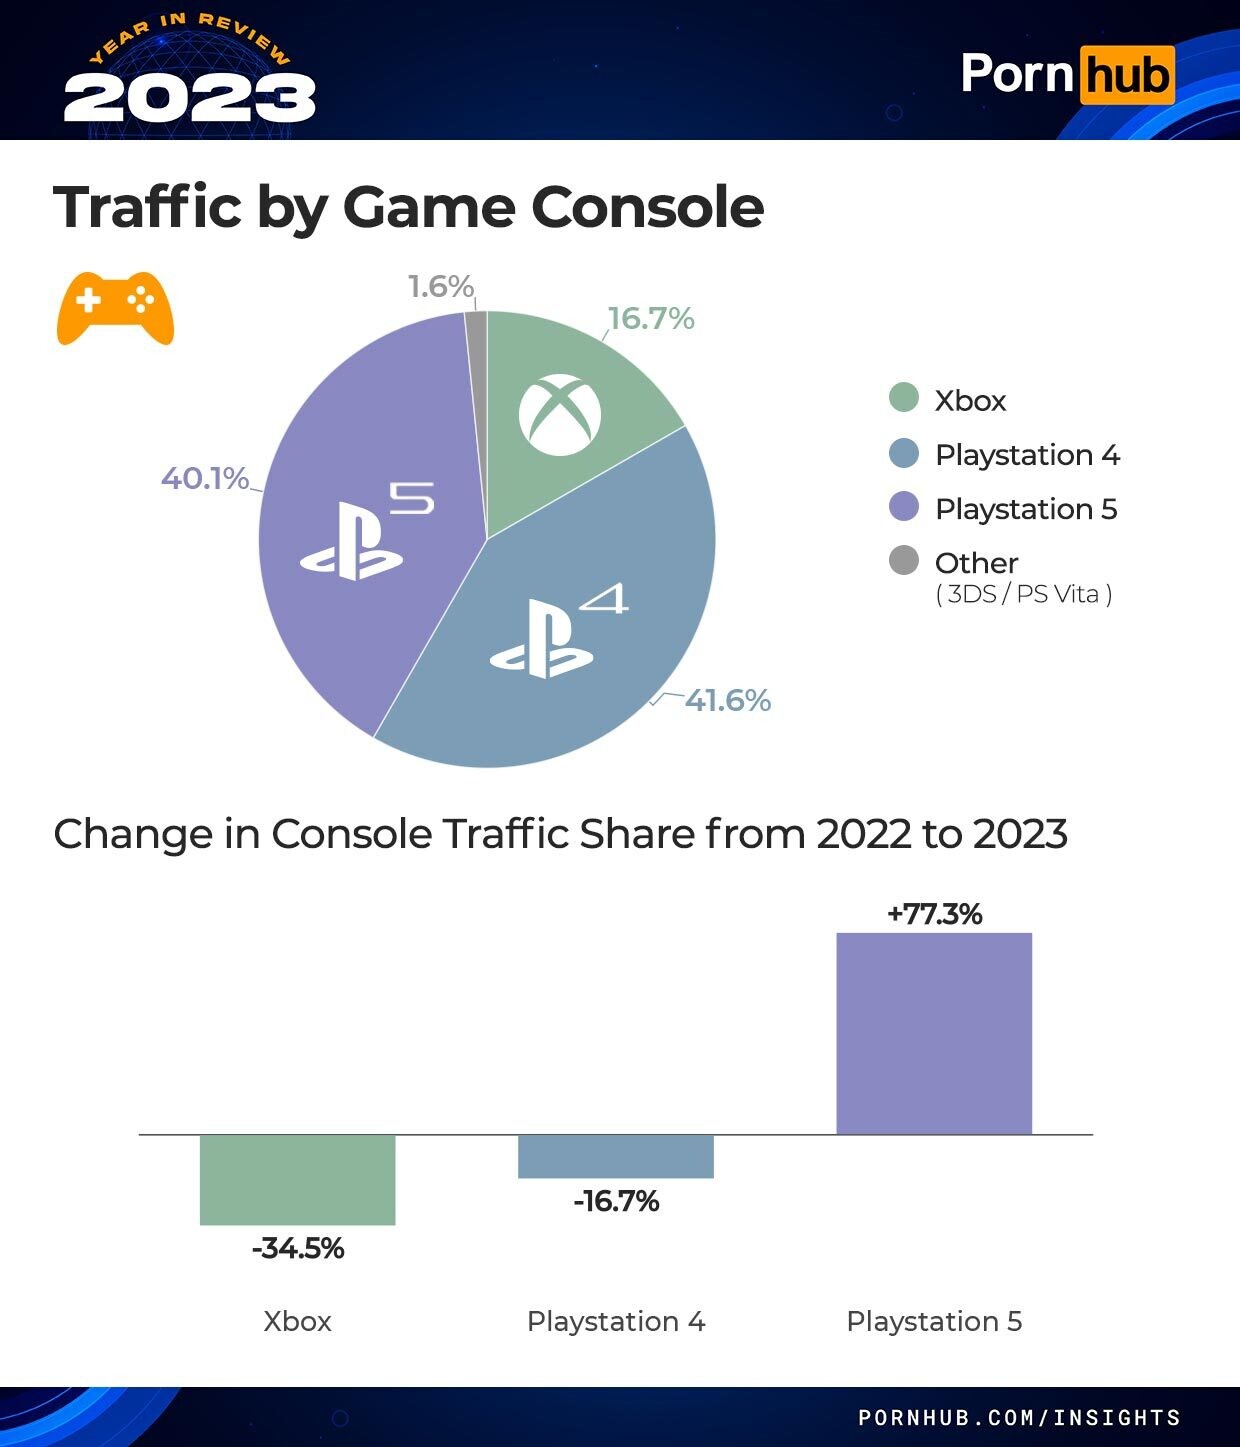 YEAR IN REVIEW
2023
Pornhub
Traffic by Game Console
1.6%
16.7%
40.1%
5
4
41.6%
Xbox
Playstation 4
Playstation 5
Other
( 3DS / PS Vita )
Change in Console Traffic Share from 2022 to 2023
+77.3%
-16.7%
-34.5%
Xbox
Playstation 4
Playstation 5
PORNHUB.COM/INSIGHTS